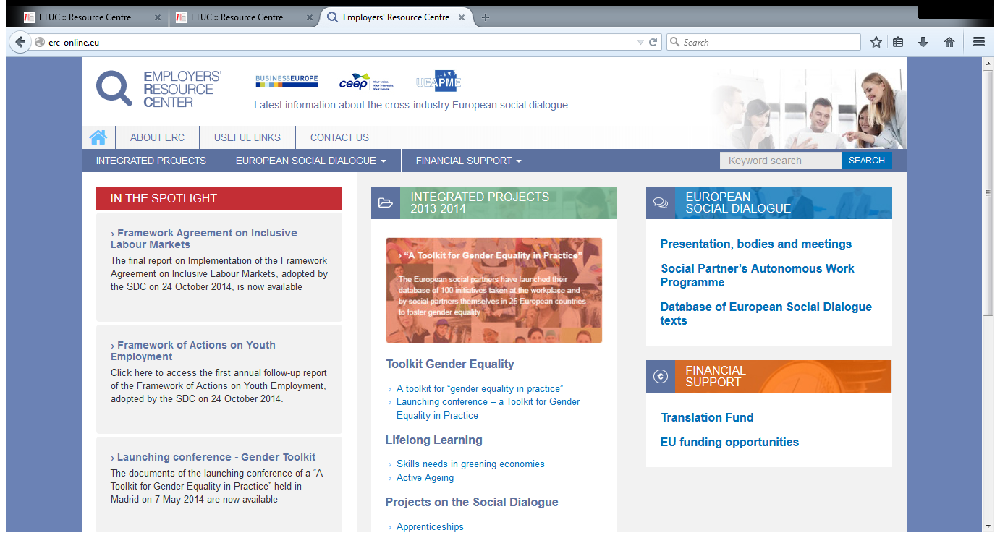 ETUC :: Resource Centre
ETUC :: Resource Centre
Employers' Resource Centre
erc-online.eu
Search
EMPLOYERS'
RESOURCE
CENTER
BUSINESSEUROPE
ceep
Your voice.
Your interests.
Your future.
UEAPME
Latest information about the cross-industry European social dialogue
ABOUT ERC
USEFUL LINKS
CONTACT US
INTEGRATED PROJECTS
EUROPEAN SOCIAL DIALOGUE
FINANCIAL SUPPORT
Keyword search
SEARCH
IN THE SPOTLIGHT
› Framework Agreement on Inclusive
Labour Markets
The final report on Implementation of the Framework
Agreement on Inclusive Labour Markets, adopted by
the SDC on 24 October 2014, is now available
› Framework of Actions on Youth
Employment
Click here to access the first annual follow-up report
of the Framework of Actions on Youth Employment,
adopted by the SDC on 24 October 2014.
› Launching conference - Gender Toolkit
The documents of the launching conference of a “A
Toolkit for Gender Equality in Practice” held in
Madrid on 7 May 2014 are now available
INTEGRATED PROJECTS
2013-2014
› “A Toolkit for Gender Equality in Practice”
The European social partners have launched their
database of 100 initiatives taken at the workplace and
by social partners themselves in 25 European countries
to foster gender equality
Toolkit Gender Equality
› A toolkit for “gender equality in practice”
› Launching conference – a Toolkit for Gender
Equality in Practice
Lifelong Learning
› Skills needs in greening economies
› Active Ageing
Projects on the Social Dialogue
› Apprenticeships
EUROPEAN
SOCIAL DIALOGUE
Presentation, bodies and meetings
Social Partner’s Autonomous Work
Programme
Database of European Social Dialogue
texts
FINANCIAL
SUPPORT
Translation Fund
EU funding opportunities